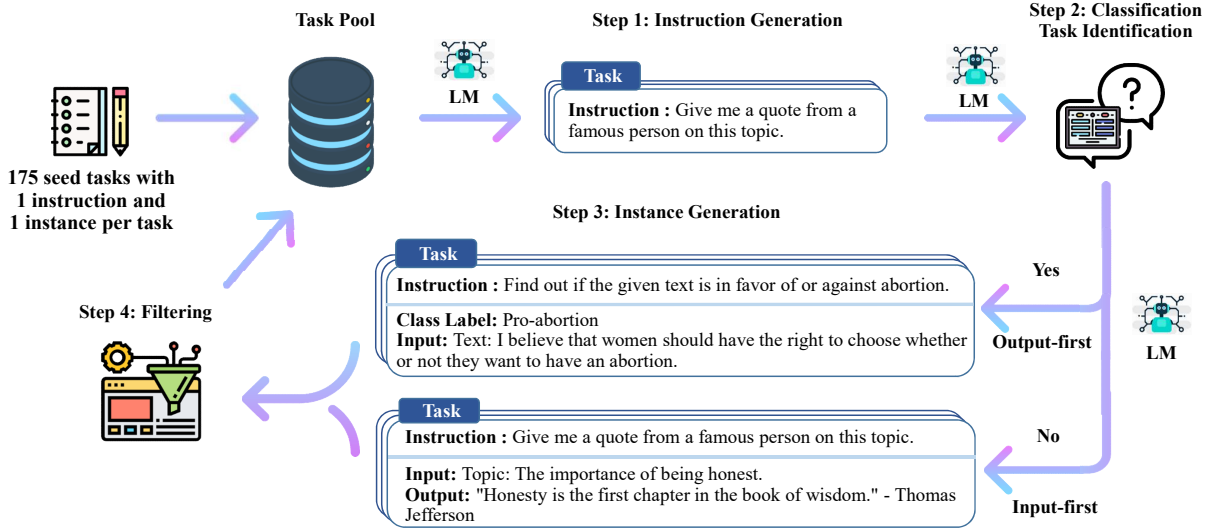 Task Pool
Step 1: Instruction Generation
Step 2: Classification
Task Identification
LM
Task
Instruction : Give me a quote from a
famous person on this topic.
LM
175 seed tasks with
1 instruction and
1 instance per task
Step 3: Instance Generation
Task
Instruction : Find out if the given text is in favor of or against abortion.
Class Label: Pro-abortion
Input: Text: I believe that women should have the right to choose whether
or not they want to have an abortion.
Yes
Output-first
LM
Step 4: Filtering
Task
Instruction : Give me a quote from a famous person on this topic.
Input: Topic: The importance of being honest.
Output: "Honesty is the first chapter in the book of wisdom." - Thomas
Jefferson
No
Input-first